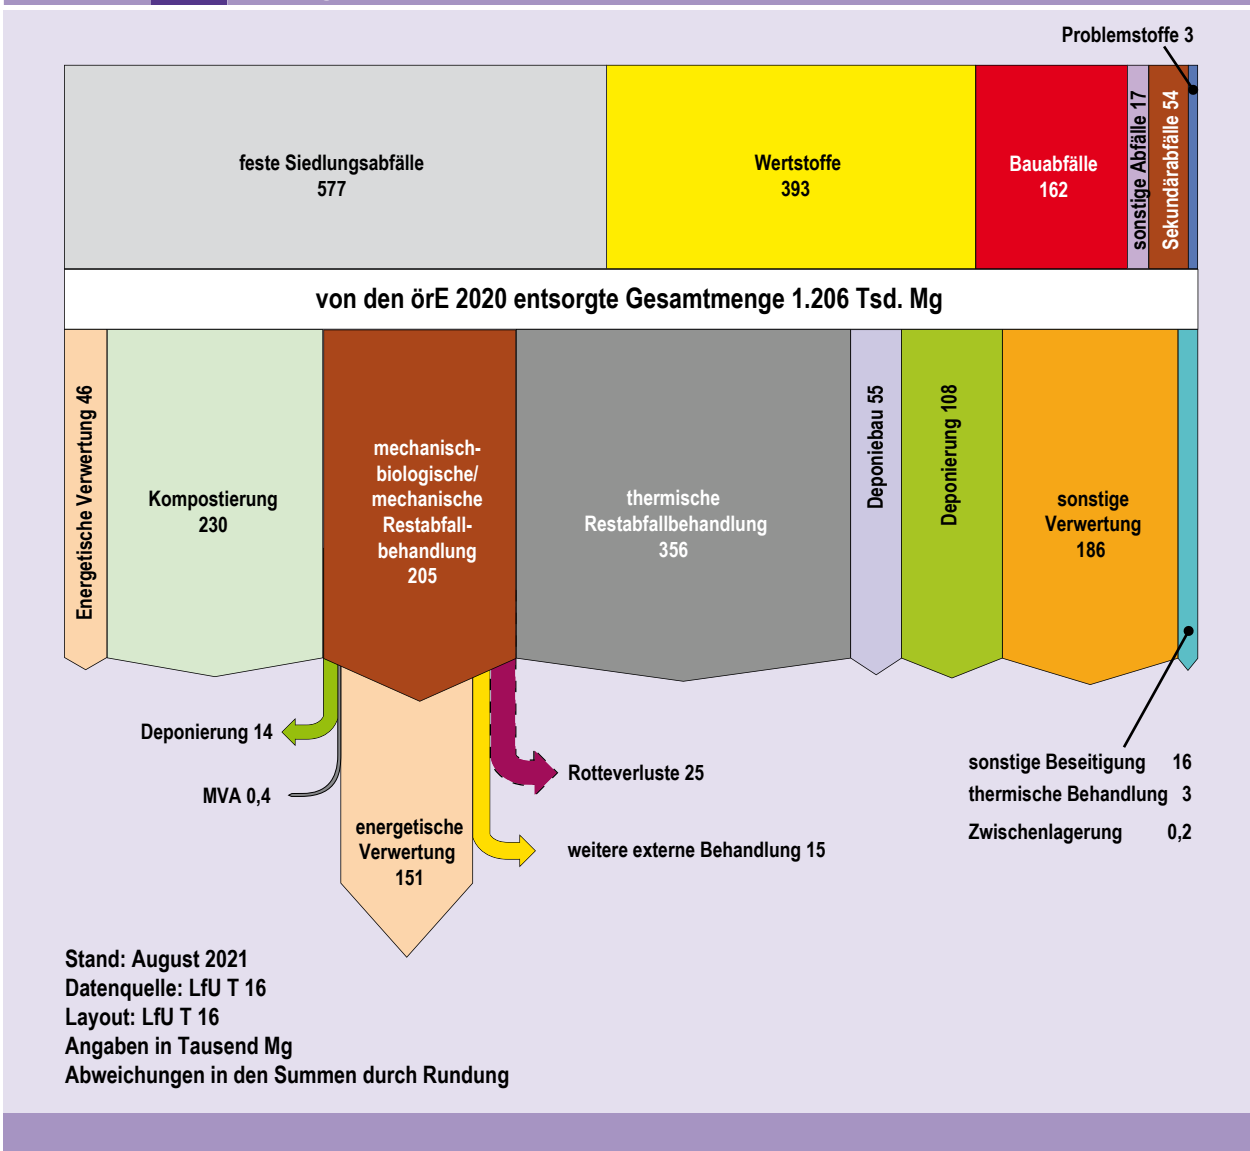 Problemstoffe 3
feste Siedlungsabfälle
577
Wertstoffe
393
Bauabfälle
162
sonstige Abfälle 17
Sekundärabfälle 54
von den örE 2020 entsorgte Gesamtmenge 1.206 Tsd. Mg
Energetische Verwertung 46
Kompostierung
230
mechanisch-
biologische/
mechanische
Restabfall-
behandlung
205
thermische
Restabfallbehandlung
356
Deponiebau 55
Deponierung 108
sonstige
Verwertung
186
Deponierung 14
MVA 0,4
energetische
Verwertung
151
Rotteverluste 25
weitere externe Behandlung 15
sonstige Beseitigung 16
thermische Behandlung 3
Zwischenlagerung 0,2
Stand: August 2021
Datenquelle: LfU T 16
Layout: LfU T 16
Angaben in Tausend Mg
Abweichungen in den Summen durch Rundung